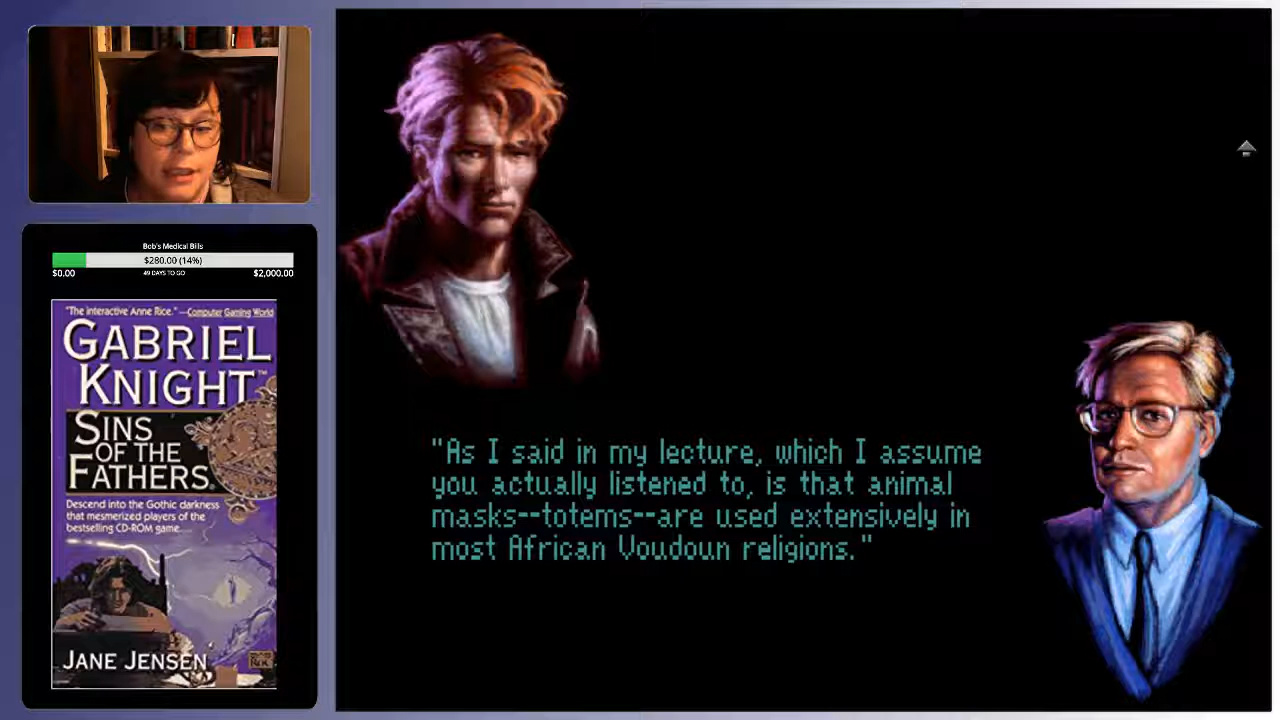 Bob's Medical Bills
$280.00 (14%)
$0.00
49 DAYS TO GO
$2,000.00
"The interactive Anne Rice." —Computer Gaming World
GABRIEL
KNIGHT™
SINS
OF THE
FATHERS
Descend into the Gothic darkness
that mesmerized players of the
bestselling CD-ROM game....
JANE JENSEN
"As I said in my lecture, which I assume
you actually listened to, is that animal
masks--totems--are used extensively in
most African Voudoun religions."